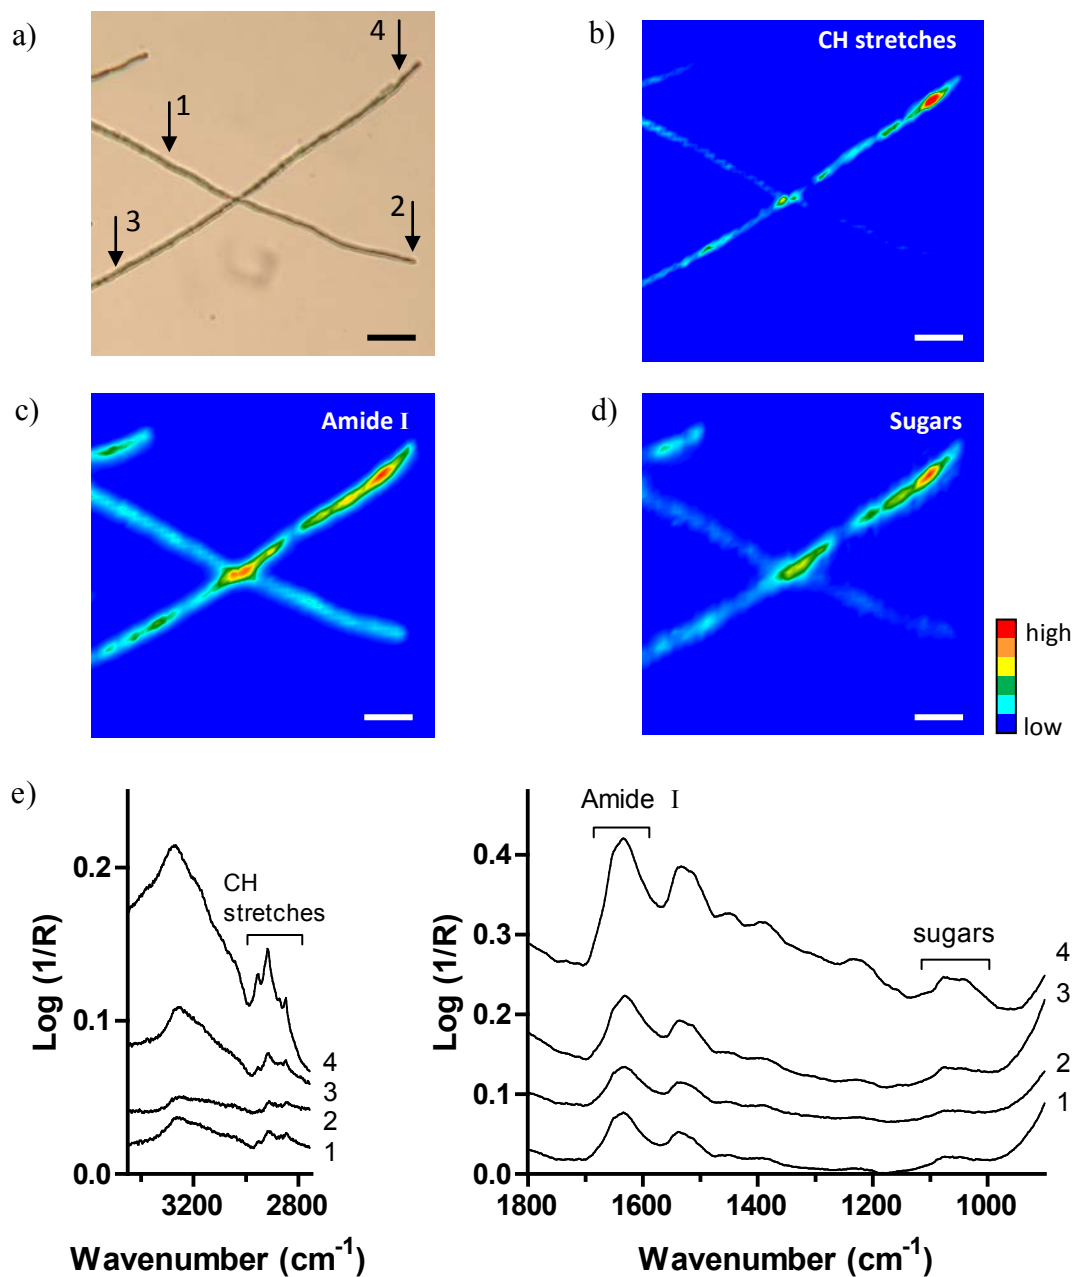 a)
4
1
2
3
b)
CH stretches
c)
Amide I
d)
Sugars
high
low
e)
0.2
0.1
0.0
Log (1/R)
CH
stretches
4
3
2
1
3200 2800
Wavenumber (cm-1)
0.4
0.3
0.2
0.1
0.0
Log (1/R)
Amide I
sugars
4
3
2
1
1800 1600 1400 1200 1000
Wavenumber (cm-1)